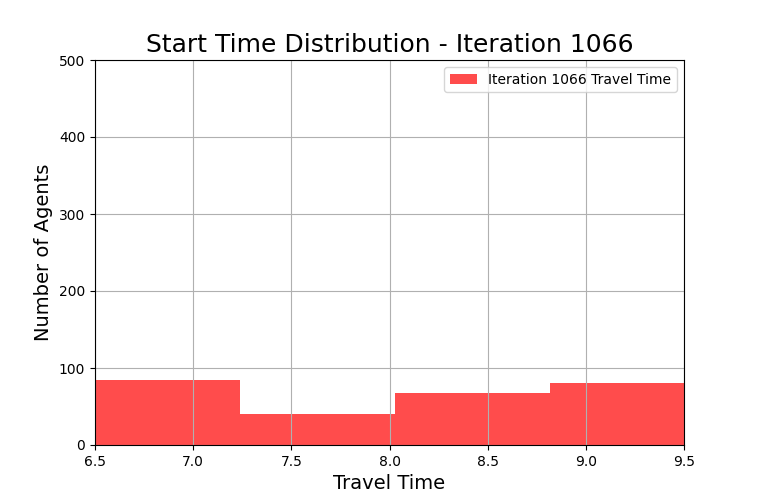 Start Time Distribution - Iteration 1066
Iteration 1066 Travel Time
Number of Agents
500
400
300
200
100
0
6.5 7.0 7.5 8.0 8.5 9.0 9.5
Travel Time